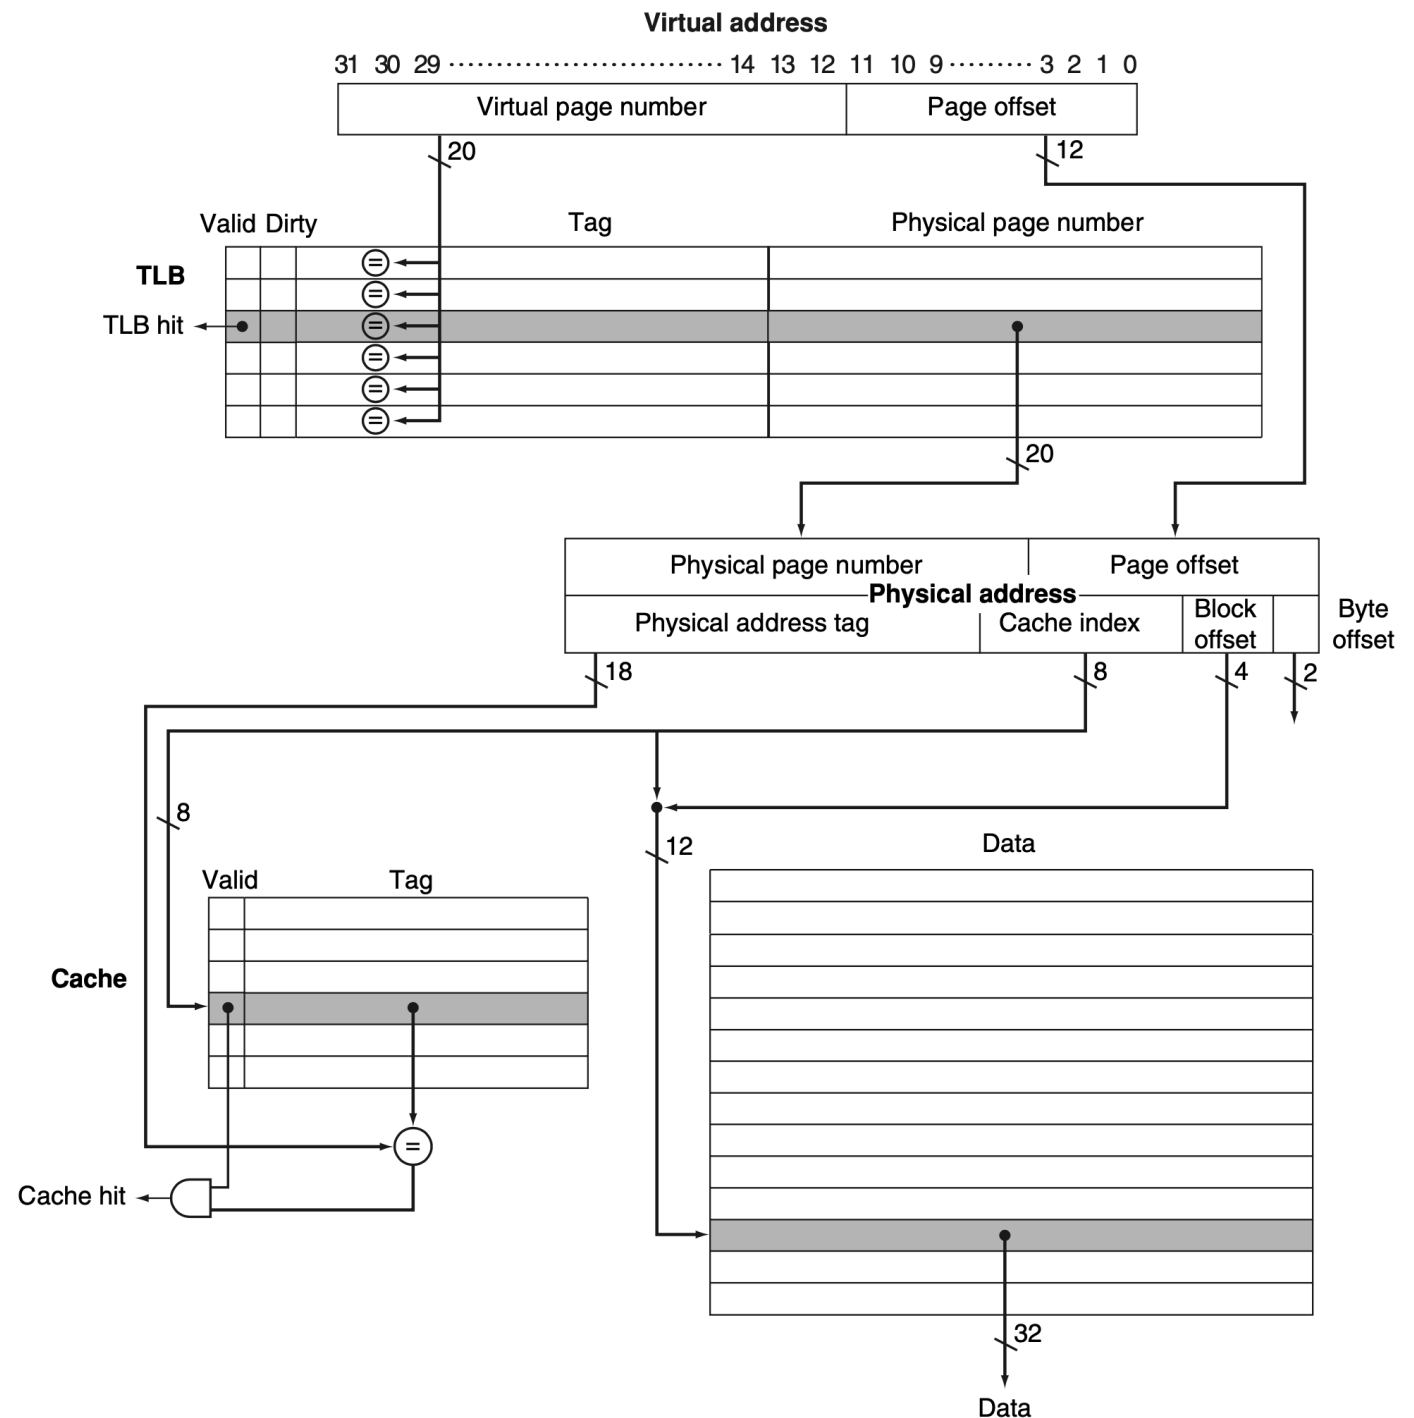 Virtual address
31 30 29 ······················ 14 13 12 11 10 9 ········· 3 2 1 0
Virtual page number Page offset
20 12
Valid Dirty Tag Physical page number
TLB
=
=
TLB hit =
=
=
=
20
Physical page number Page offset
Physical address
Physical address tag Cache index Block offset Byte offset
18 8 4 2
8
12
Data
Valid Tag
Cache
=
Cache hit
32
Data